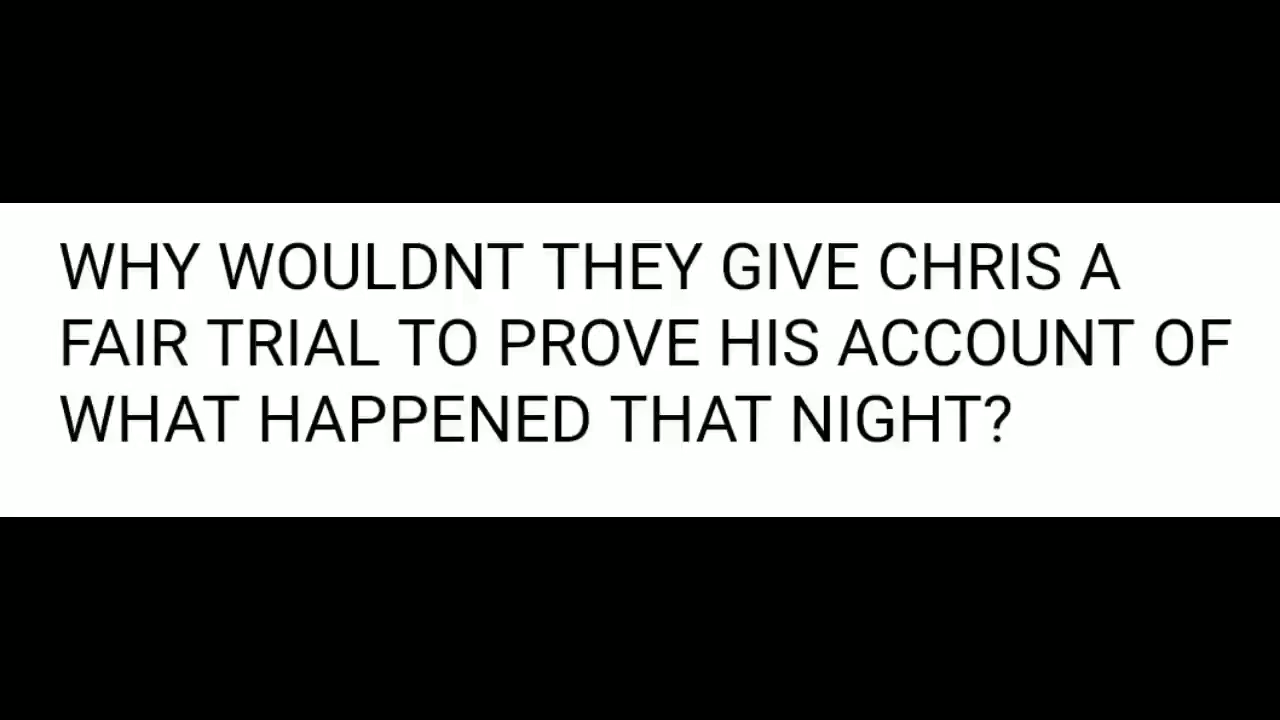 WHY WOULDNT THEY GIVE CHRIS A
FAIR TRIAL TO PROVE HIS ACCOUNT OF
WHAT HAPPENED THAT NIGHT?